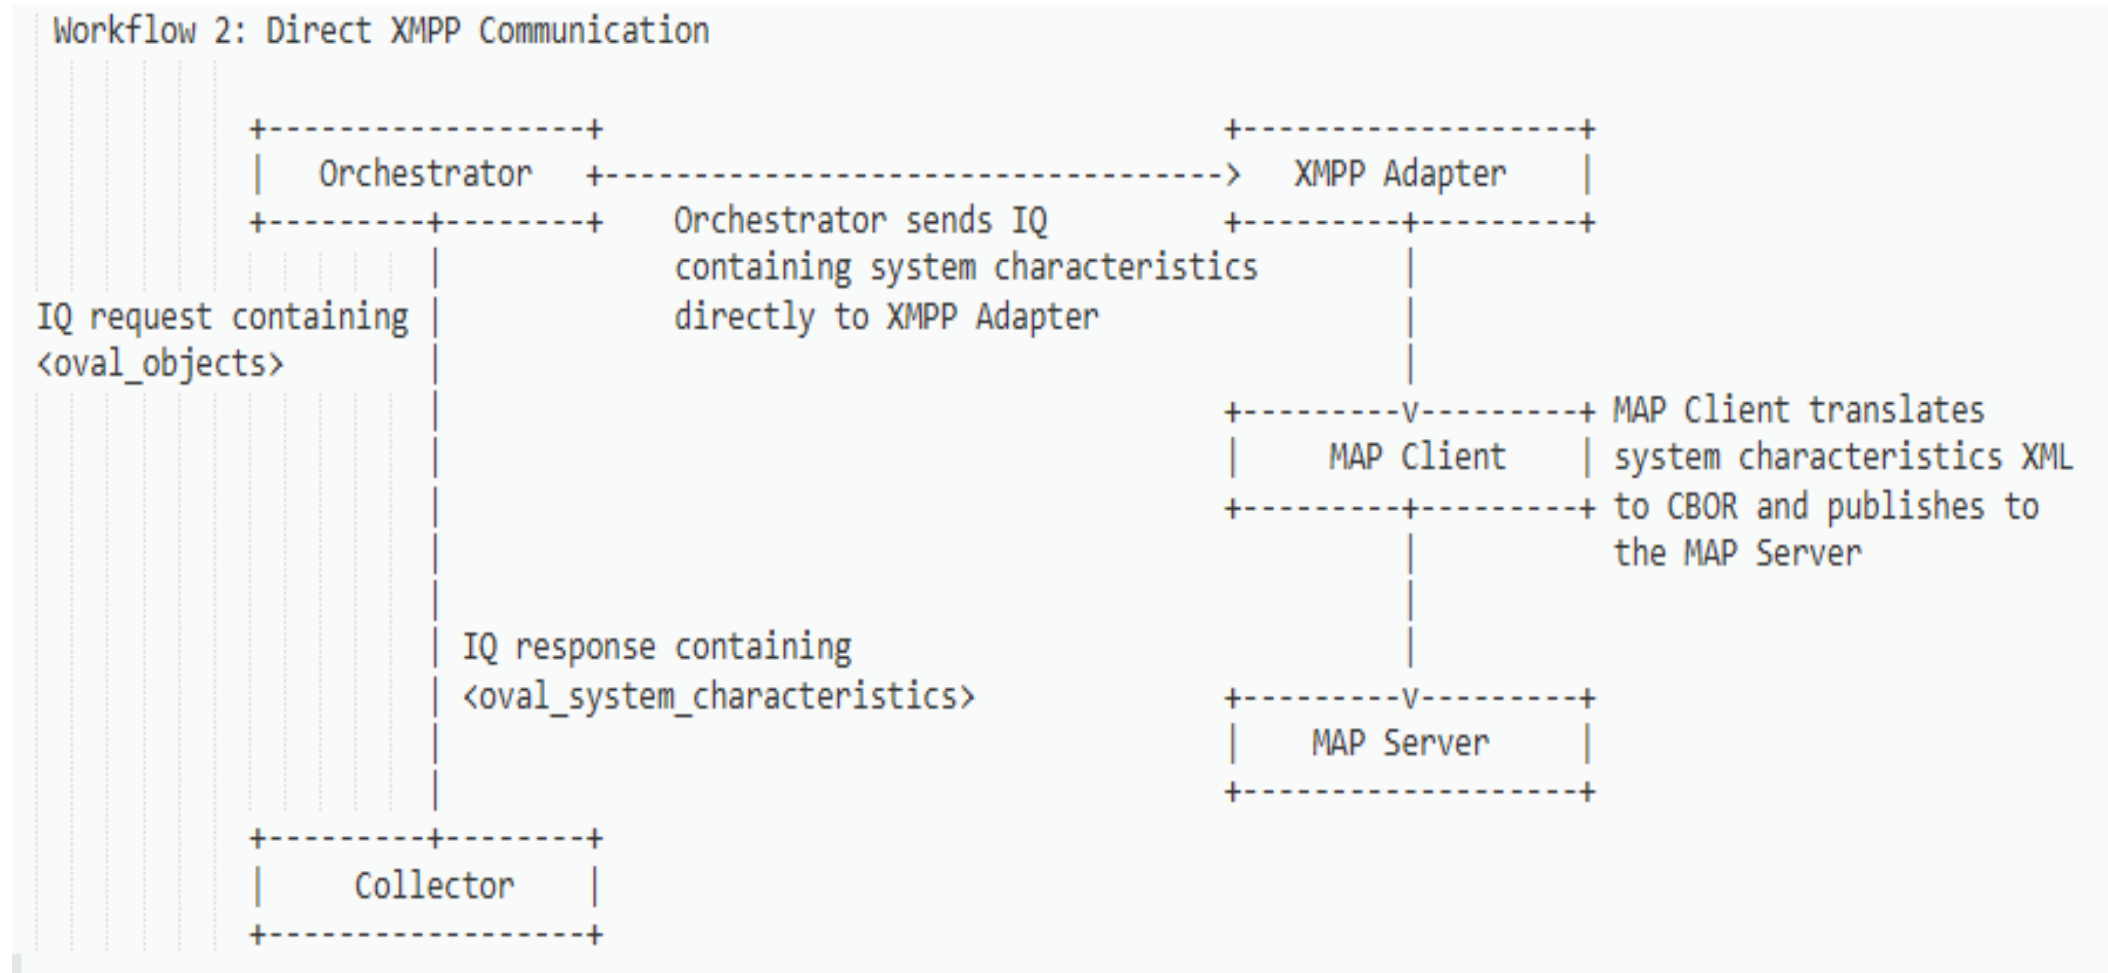 Workflow 2: Direct XMPP Communication
Orchestrator
XMPP Adapter
Orchestrator sends IQ
containing system characteristics
directly to XMPP Adapter
IQ request containing
<oval_objects>
MAP Client
MAP Client translates
system characteristics XML
to CBOR and publishes to
the MAP Server
IQ response containing
<oval_system_characteristics>
MAP Server
Collector